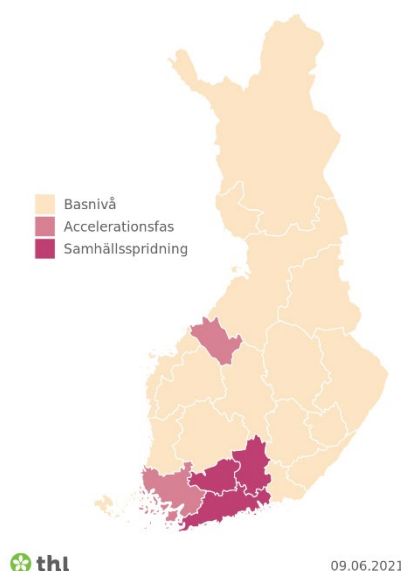 Basnivå
Accelerationsfas
Samhällsspridning
thl
09.06.2021